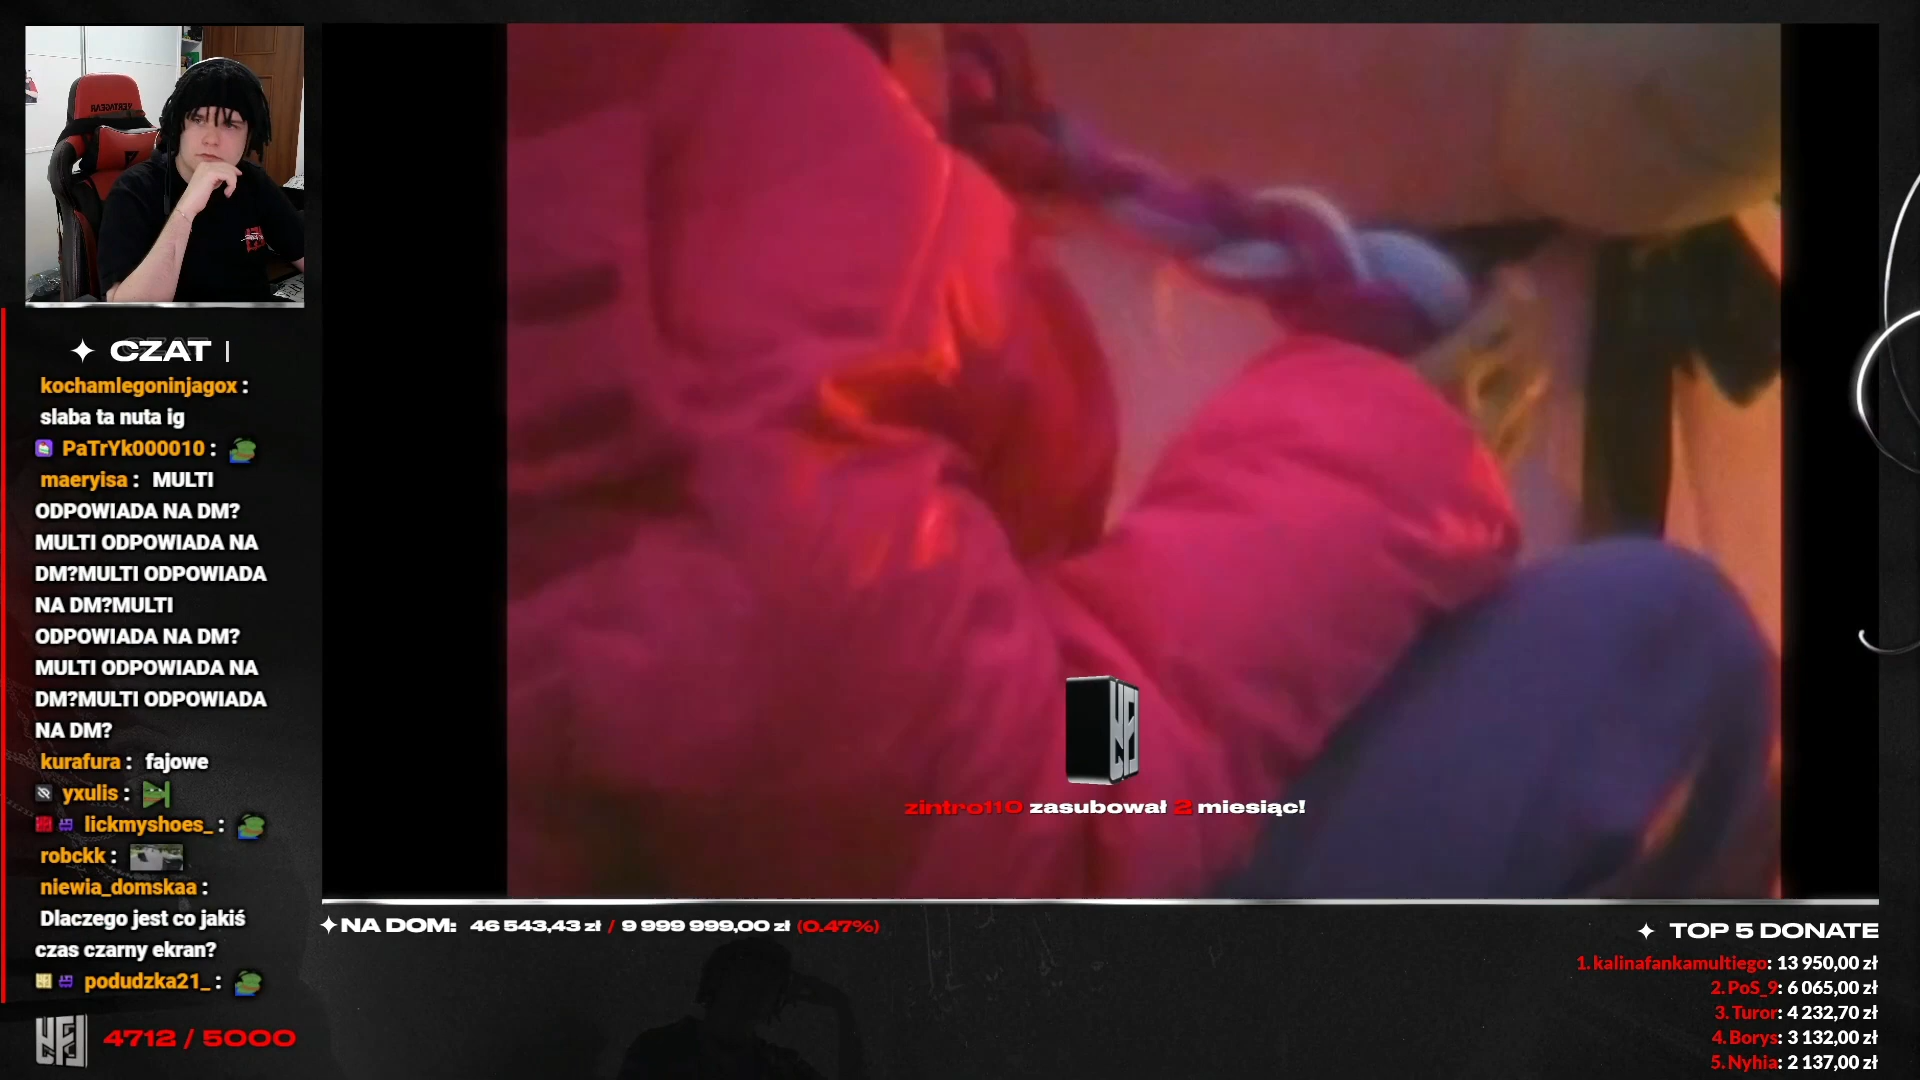 CZAT |
kochamlegoninjagox :
slaba ta nuta ig
PaTrYk000010 :
maeryisa : MULTI
ODPOWIADA NA DM?
MULTI ODPOWIADA NA
DM?MULTI ODPOWIADA
NA DM?MULTI
ODPOWIADA NA DM?
MULTI ODPOWIADA NA
DM?MULTI ODPOWIADA
NA DM?
kurafura : fajowe
yxulis :
lickmyshoes_ :
robckk :
niewia_domskaa :
Dlaczego jest co jakiś
czas czarny ekran?
podudzka21_ :
4712 / 5000
zintro110 zasubował 2 miesiąc!
NA DOM: 46 543,43 zł / 9 999 999,00 zł (0.47%)
TOP 5 DONATE
1. kalinafankamultiego: 13 950,00 zł
2. PoS_9: 6 065,00 zł
3. Turor: 4 232,70 zł
4. Borys: 3 132,00 zł
5. Nyhia: 2 137,00 zł